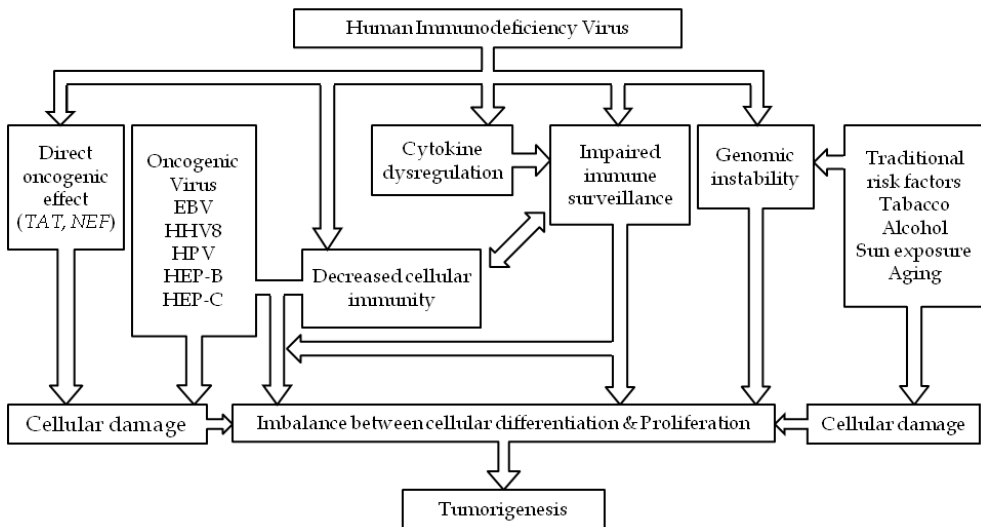 Human Immunodeficiency Virus
Direct
oncogenic
effect
(TAT, NEF)
Oncogenic
Virus
EBV
HHV8
HPV
HEP-B
HEP-C
Cytokine
dysregulation
Impaired
immune
surveillance
Genomic
instability
Traditional
risk factors
Tabacco
Alcohol
Sun exposure
Aging
Decreased cellular
immunity
Cellular damage
Imbalance between cellular differentiation & Proliferation
Cellular damage
Tumorigenesis